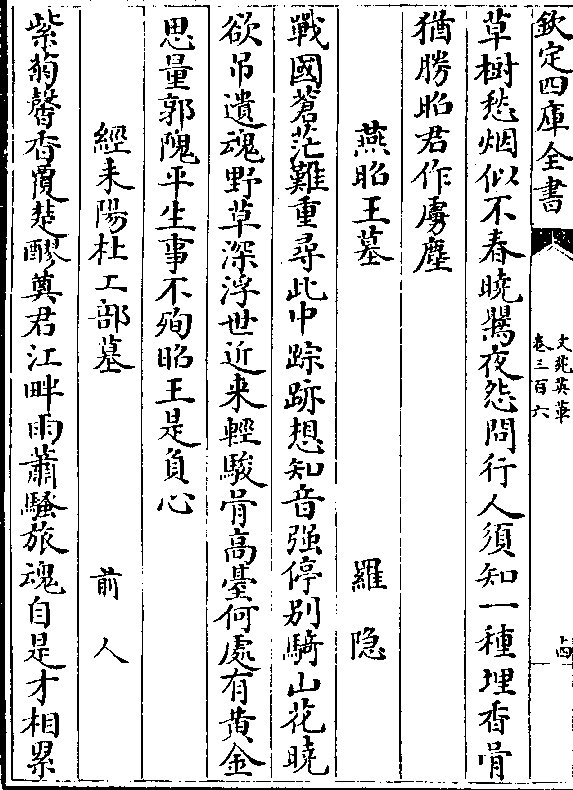 欽定四庫全書
文苑英華
卷三百六
十四
草樹愁烟似不春曉鶯夜怨問行人須知一種埋香骨
猶勝昭君作虜塵
燕昭王墓 羅隐
戰國蒼茫難重尋此中踪跡想知音强停别騎山花曉
欲吊遺魂野草深浮世近来輕駿骨高臺何處有黄金
思量郭隗平生事不殉昭王是負心
經耒陽杜工部墓 前人
紫菊馨香覆楚醪奠君江畔雨蕭騷旅魂自是才相累